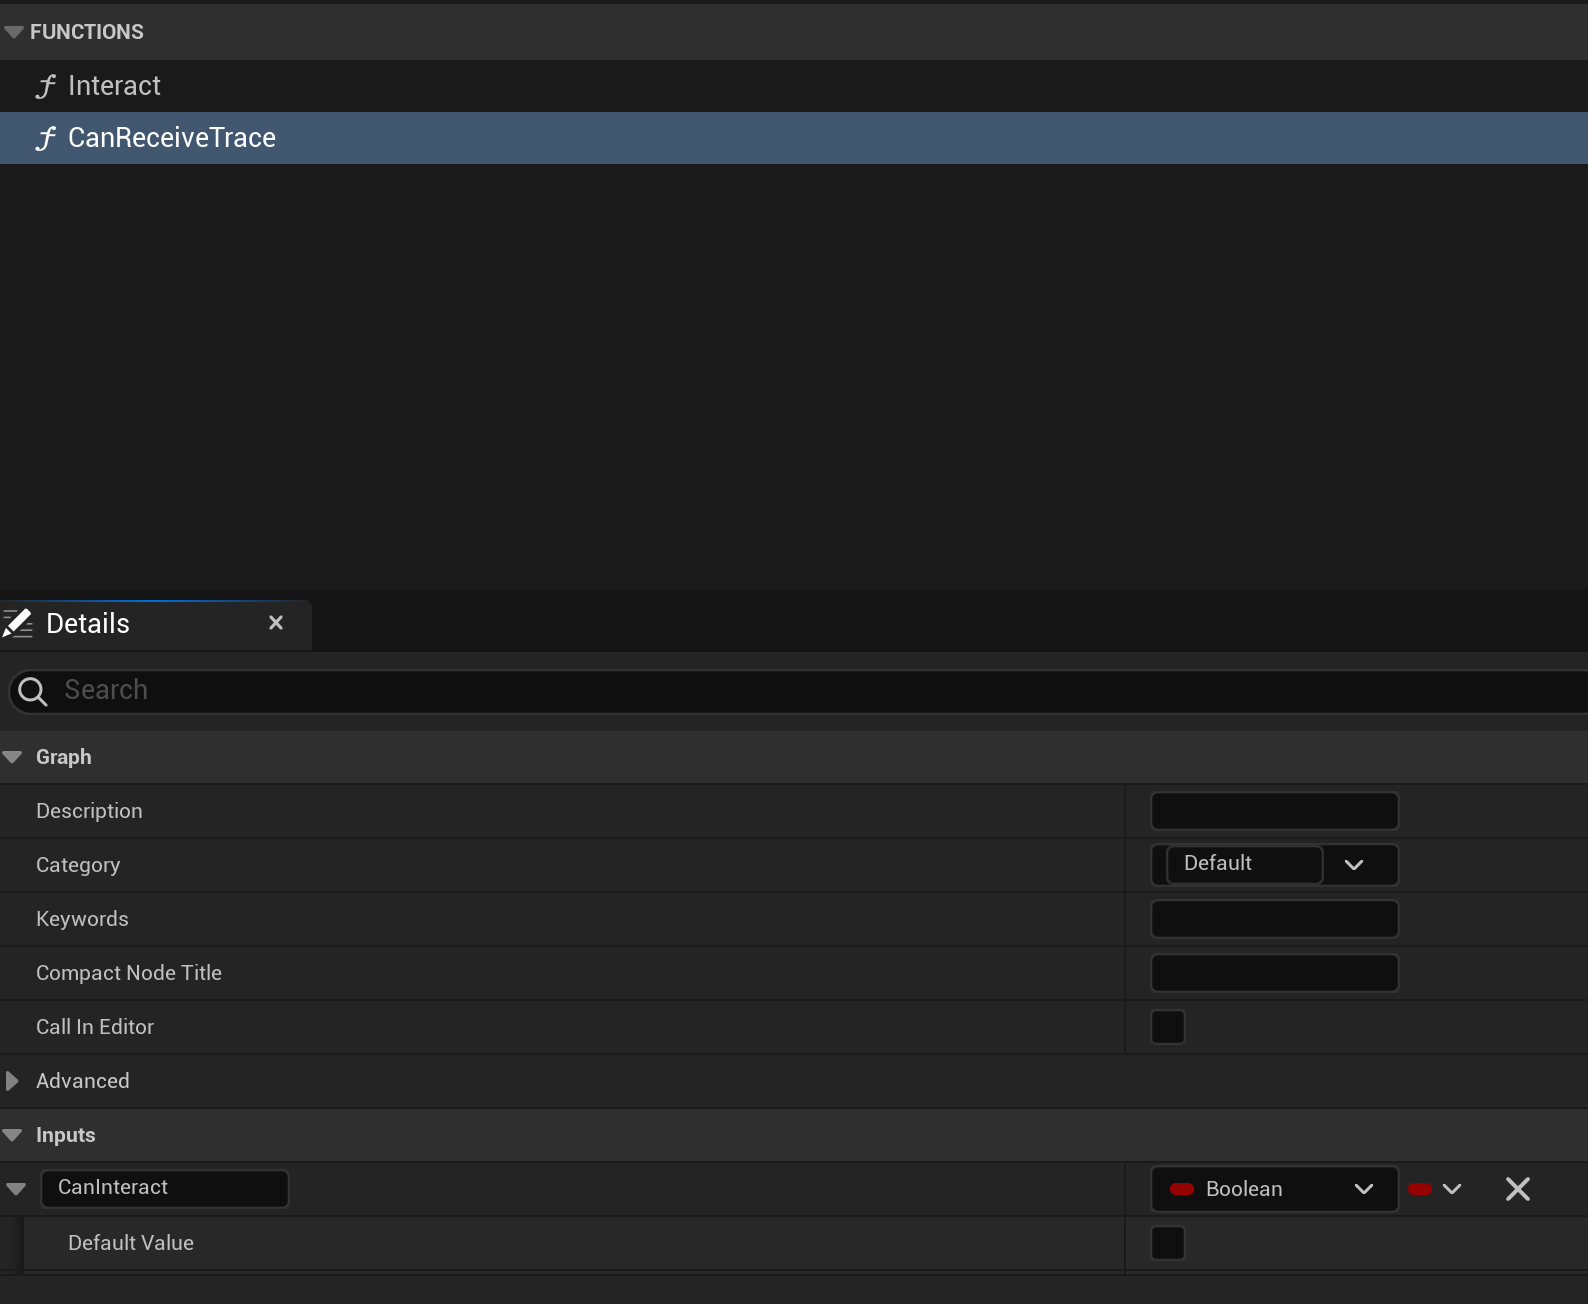 FUNCTIONS
Interact
CanReceiveTrace
Details
Search
Graph
Description
Category Default
Keywords
Compact Node Title
Call In Editor
Advanced
Inputs
CanInteract Boolean
Default Value